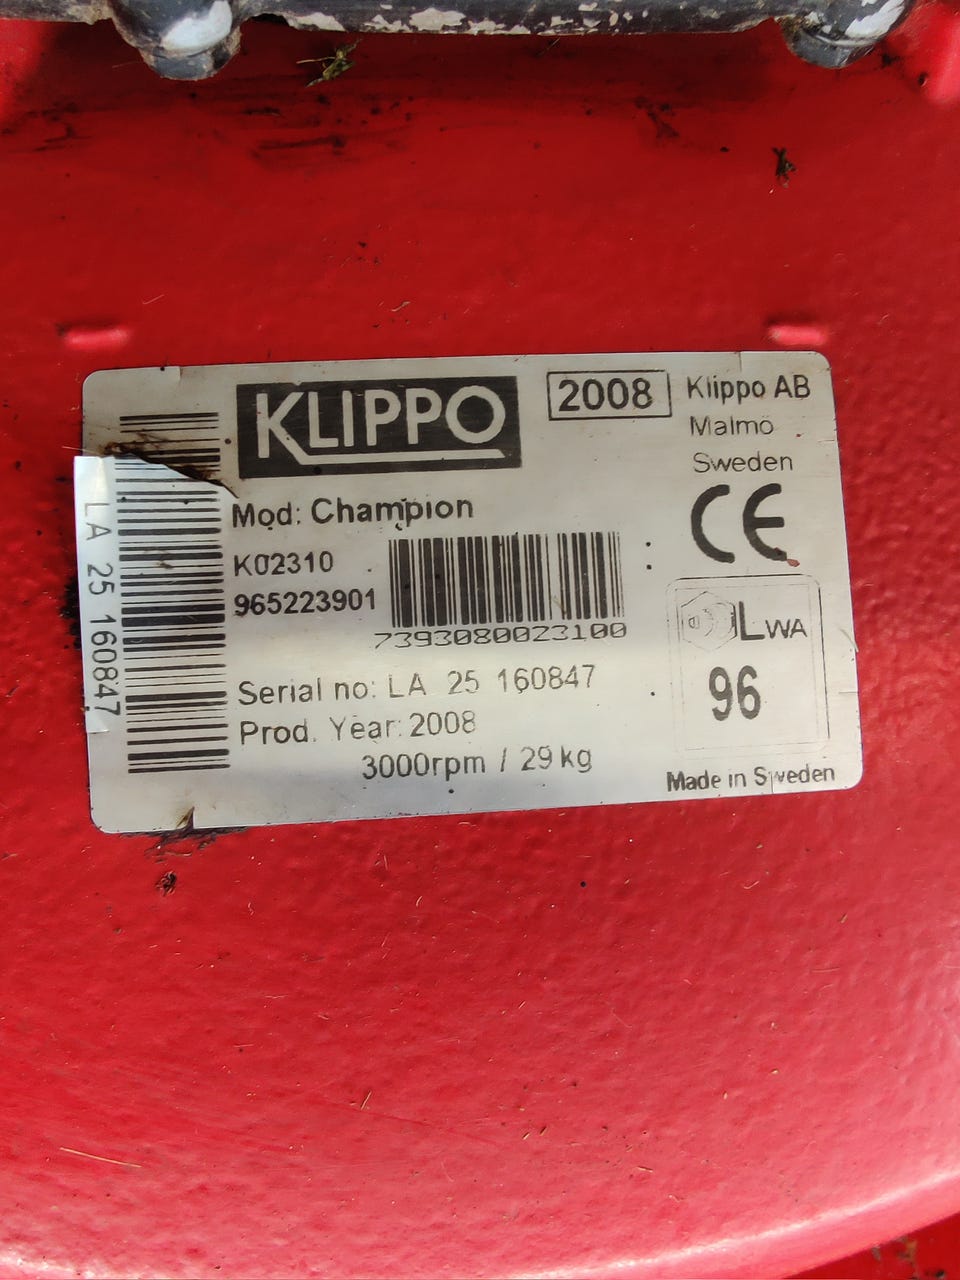 KLIPPO
2008
Klippo AB
Malmö
Sweden
Mod: Champion
K02310
965223901
7393080023100
CE
LWA
96
Serial no: LA 25 160847
Prod. Year: 2008
3000rpm / 29 kg
Made in Sweden
LA 25 160847